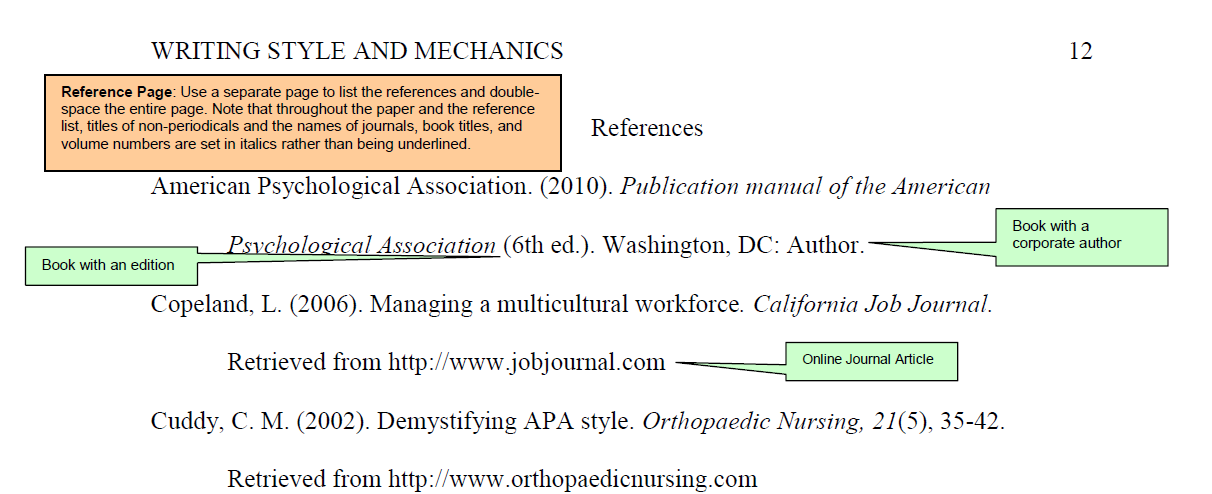 WRITING STYLE AND MECHANICS 12
Reference Page: Use a separate page to list the references and double-
space the entire page. Note that throughout the paper and the reference
list, titles of non-periodicals and the names of journals, book titles, and
volume numbers are set in italics rather than being underlined.
References
American Psychological Association. (2010). Publication manual of the American
Psychological Association (6th ed.). Washington, DC: Author.
Book with a
corporate author
Book with an edition
Copeland, L. (2006). Managing a multicultural workforce. California Job Journal.
Retrieved from http://www.jobjournal.com
Online Journal Article
Cuddy, C. M. (2002). Demystifying APA style. Orthopaedic Nursing, 21(5), 35-42.
Retrieved from http://www.orthopaedicnursing.com